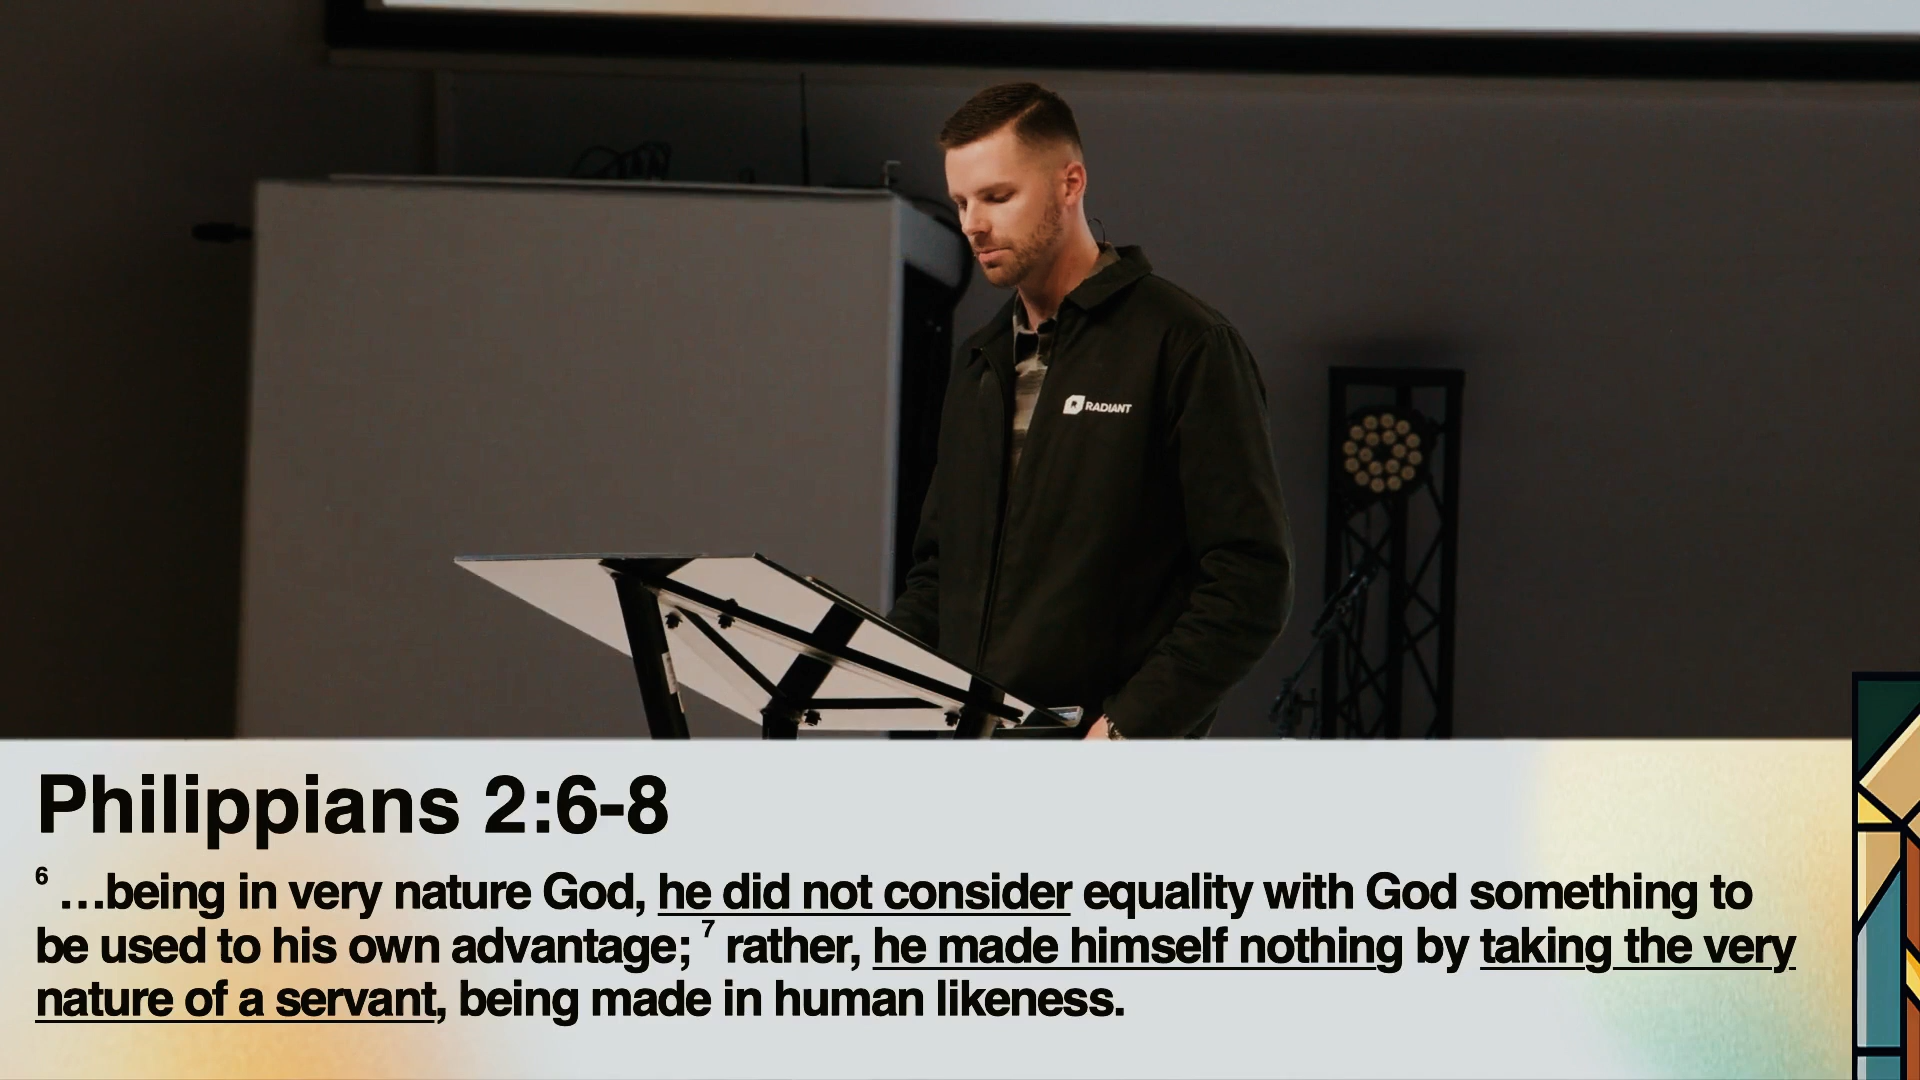 RADIANT
Philippians 2:6-8
6 …being in very nature God, he did not consider equality with God something to
be used to his own advantage; 7 rather, he made himself nothing by taking the very
nature of a servant, being made in human likeness.